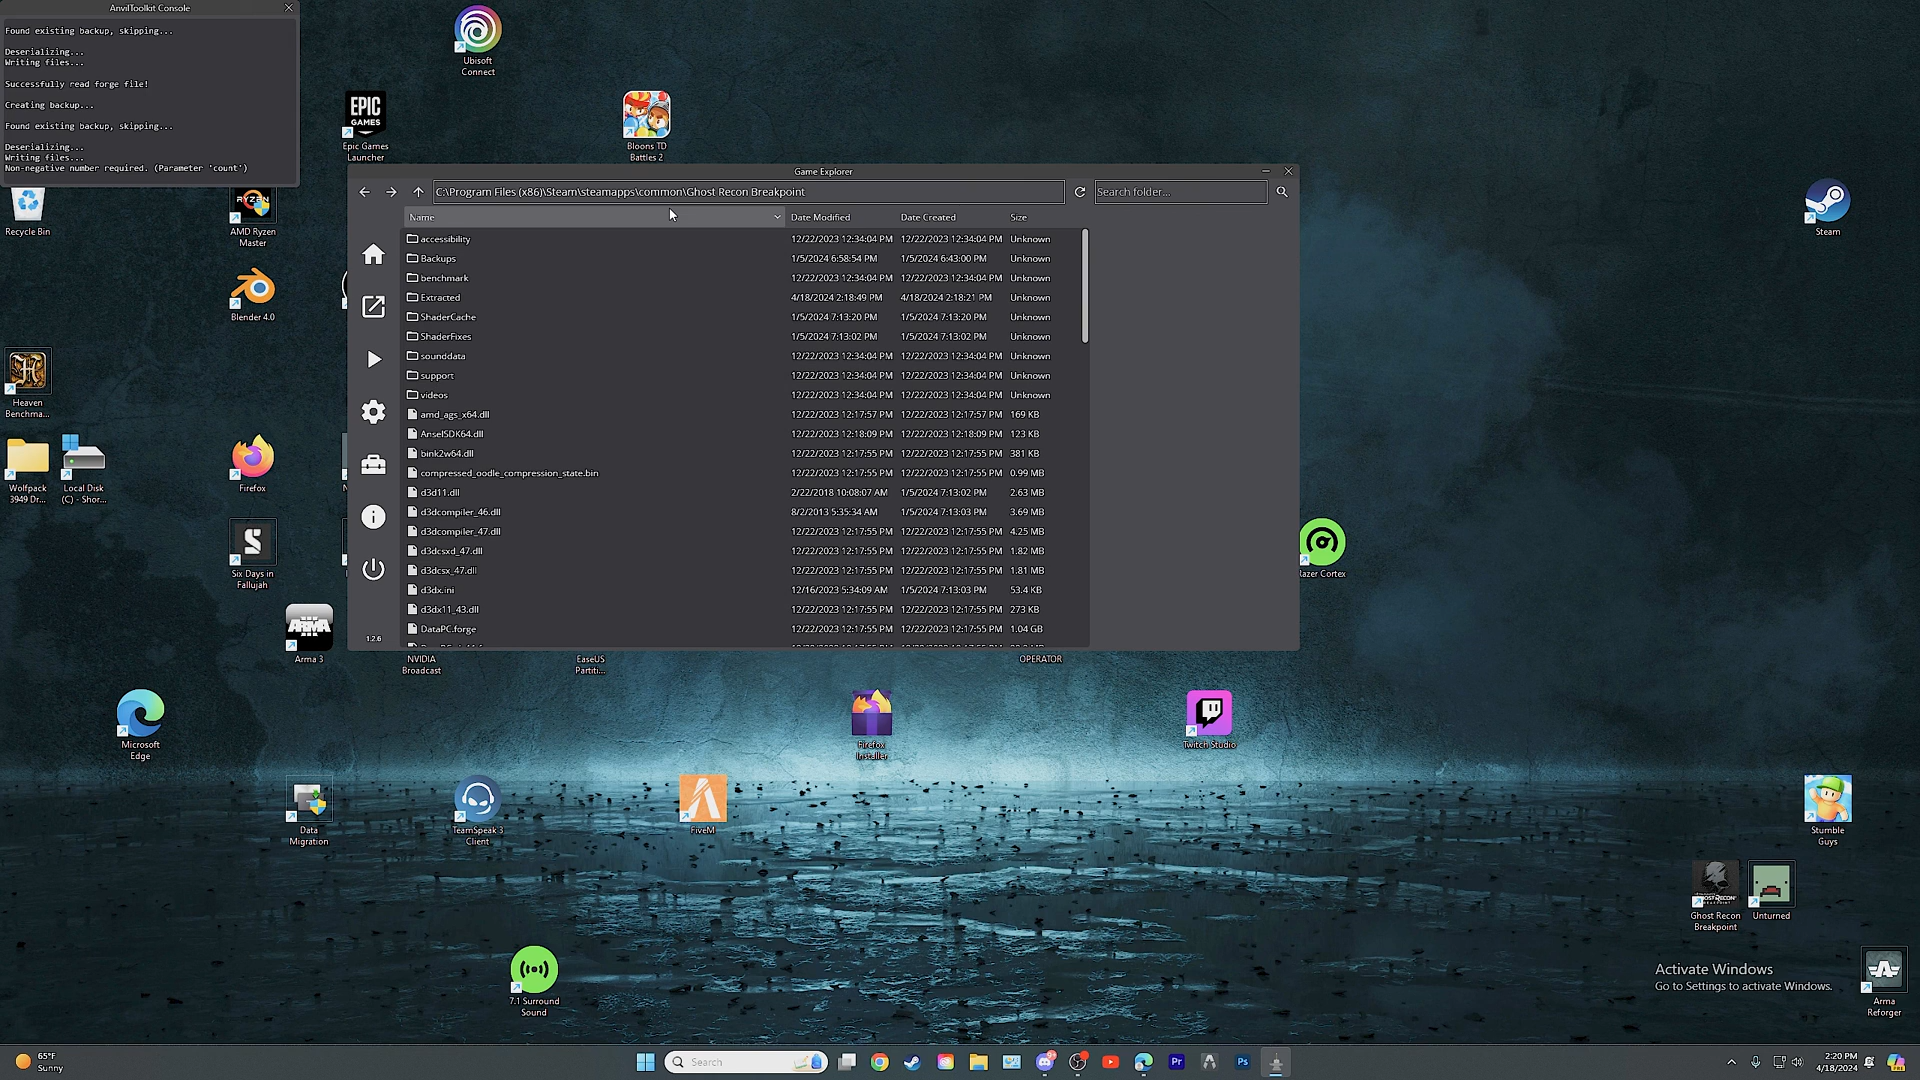 AnvilToolkit Console
Found existing backup, skipping...
Deserializing...
Writing files...
Successfully read forge file!
Creating backup...
Found existing backup, skipping...
Deserializing...
Writing files...
Non-negative number required. (Parameter 'count')
Ubisoft
Connect
EPIC
GAMES
Epic Games
Launcher
Bloons TD
Battles 2
Recycle Bin
RYZEN
AMD Ryzen
Master
Steam
Blender 4.0
Heaven
Benchma...
Wolfpack
3949 Dr...
Local Disk
(C) - Shor...
Firefox
Six Days in
Fallujah
ARMA
Arma 3
Game Explorer
C:\Program Files (x86)\Steam\steamapps\common\Ghost Recon Breakpoint
Search folder...
Name Date Modified Date Created Size
accessibility 12/22/2023 12:34:04 PM 12/22/2023 12:34:04 PM Unknown
Backups 1/5/2024 6:58:54 PM 1/5/2024 6:43:00 PM Unknown
benchmark 12/22/2023 12:34:04 PM 12/22/2023 12:34:04 PM Unknown
Extracted 4/18/2024 2:18:49 PM 4/18/2024 2:18:21 PM Unknown
ShaderCache 1/5/2024 7:13:20 PM 1/5/2024 7:13:20 PM Unknown
ShaderFixes 1/5/2024 7:13:02 PM 1/5/2024 7:13:02 PM Unknown
sounddata 12/22/2023 12:34:04 PM 12/22/2023 12:34:04 PM Unknown
support 12/22/2023 12:34:04 PM 12/22/2023 12:34:04 PM Unknown
videos 12/22/2023 12:34:04 PM 12/22/2023 12:34:04 PM Unknown
amd_ags_x64.dll 12/22/2023 12:17:57 PM 12/22/2023 12:17:57 PM 169 KB
AnselSDK64.dll 12/22/2023 12:18:09 PM 12/22/2023 12:18:09 PM 123 KB
bink2w64.dll 12/22/2023 12:17:55 PM 12/22/2023 12:17:55 PM 381 KB
compressed_oodle_compression_state.bin 12/22/2023 12:17:55 PM 12/22/2023 12:17:55 PM 0.99 MB
d3d11.dll 2/22/2018 10:08:07 AM 1/5/2024 7:13:02 PM 2.63 MB
d3dcompiler_46.dll 8/2/2013 5:35:34 AM 1/5/2024 7:13:03 PM 3.69 MB
d3dcompiler_47.dll 12/22/2023 12:17:55 PM 12/22/2023 12:17:55 PM 4.25 MB
d3dcsxd_47.dll 12/22/2023 12:17:55 PM 12/22/2023 12:17:55 PM 1.82 MB
d3dcsx_47.dll 12/22/2023 12:17:55 PM 12/22/2023 12:17:55 PM 1.81 MB
d3dx.ini 12/16/2023 5:34:09 AM 1/5/2024 7:13:03 PM 53.4 KB
d3dx11_43.dll 12/22/2023 12:17:55 PM 12/22/2023 12:17:55 PM 273 KB
DataPC.forge 12/22/2023 12:17:55 PM 12/22/2023 12:17:55 PM 1.04 GB
1.2.6
NVIDIA
Broadcast
EaseUS
Partiti...
OPERATOR
Razer Cortex
Microsoft
Edge
Firefox
Installer
Twitch Studio
Data
Migration
TeamSpeak 3
Client
FiveM
Stumble
Guys
Ghost Recon
Breakpoint
Unturned
7.1 Surround
Sound
Arma
Reforger
Activate Windows
Go to Settings to activate Windows.
65°F
Sunny
Search
Pr
Ps
2:20 PM
4/18/2024